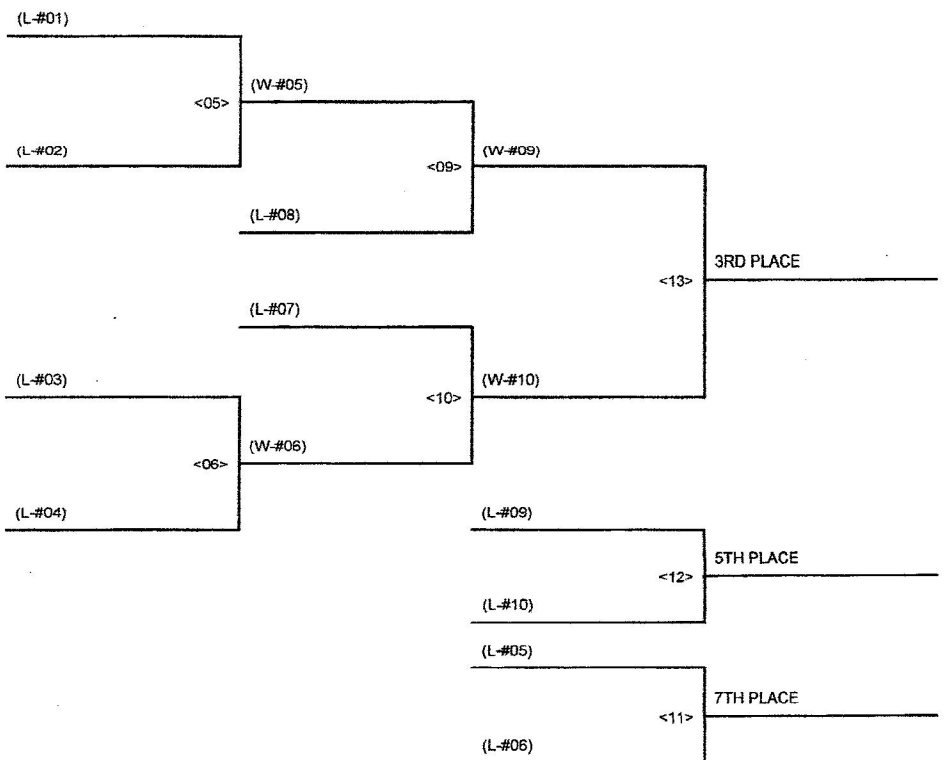 (L-#01)
<05>
(W-#05)
(L-#02)
<09>
(W-#09)
(L-#08)
<13>
3RD PLACE
(L-#07)
(L-#03)
<10>
(W-#10)
<06>
(W-#06)
(L-#04)
(L-#09)
<12>
5TH PLACE
(L-#10)
(L-#05)
<11>
7TH PLACE
(L-#06)